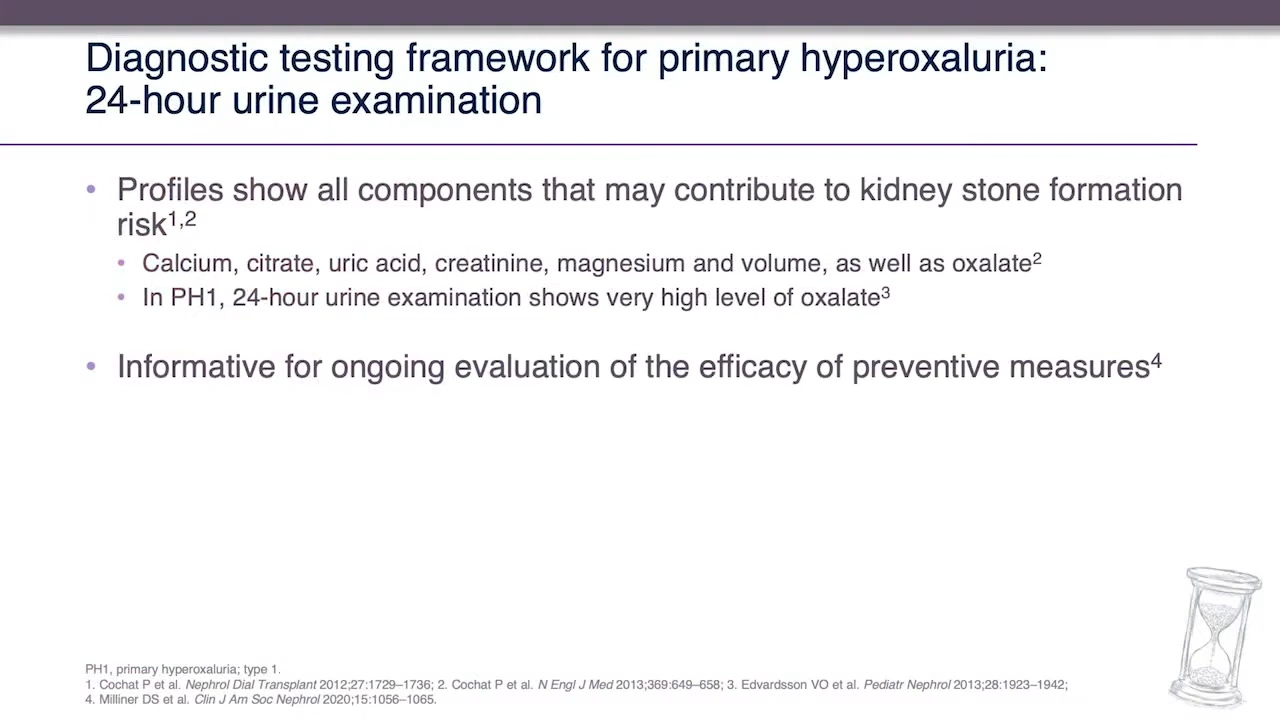 Diagnostic testing framework for primary hyperoxaluria:
24-hour urine examination
• Profiles show all components that may contribute to kidney stone formation
risk1,2
• Calcium, citrate, uric acid, creatinine, magnesium and volume, as well as oxalate2
• In PH1, 24-hour urine examination shows very high level of oxalate3
• Informative for ongoing evaluation of the efficacy of preventive measures4
PH1, primary hyperoxaluria; type 1.
1. Cochat P et al. Nephrol Dial Transplant 2012;27:1729–1736; 2. Cochat P et al. N Engl J Med 2013;369:649–658; 3. Edvardsson VO et al. Pediatr Nephrol 2013;28:1923–1942;
4. Milliner DS et al. Clin J Am Soc Nephrol 2020;15:1056–1065.